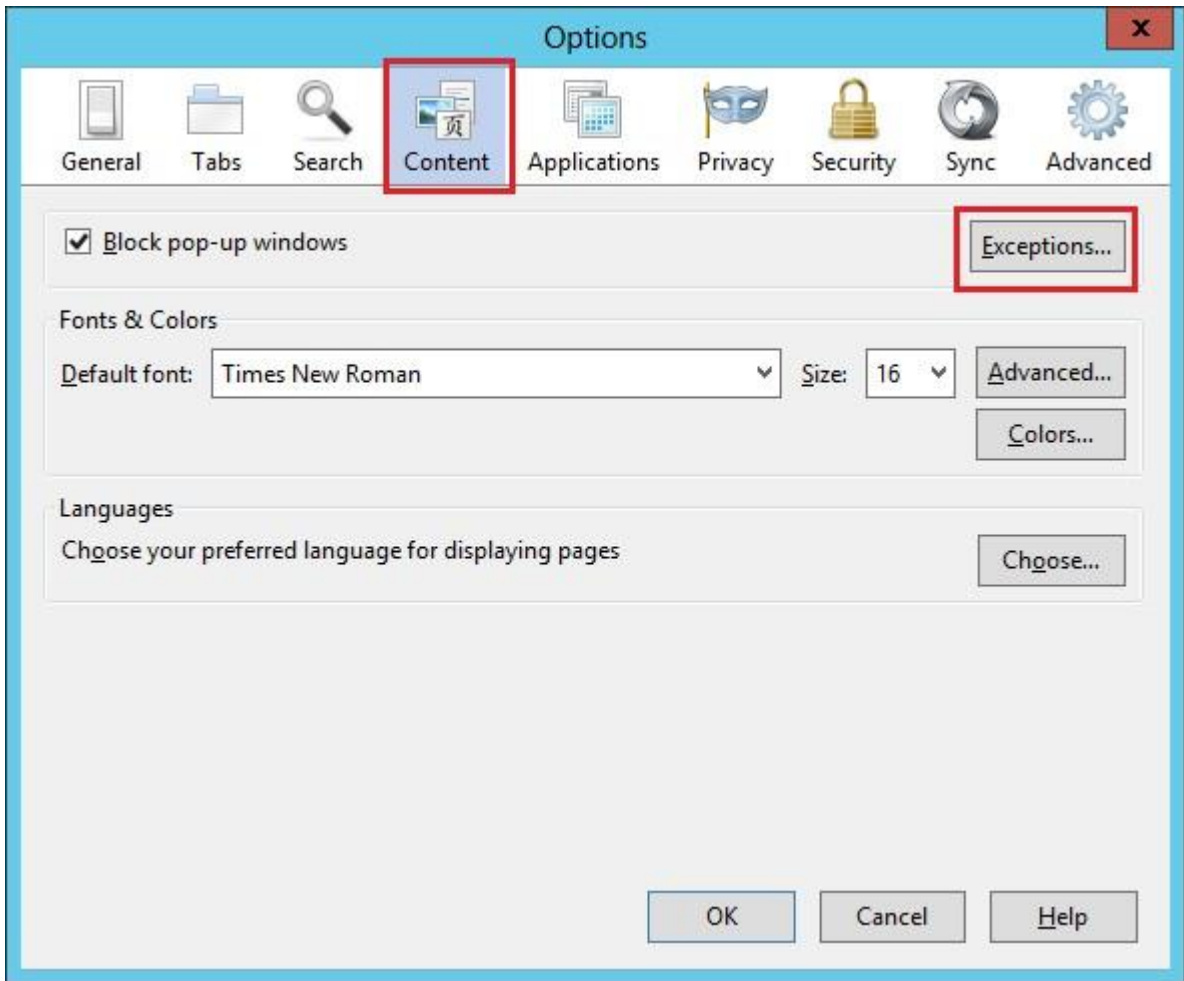 Options
x
页
General Tabs Search Content Applications Privacy Security Sync Advanced
Block pop-up windows Exceptions...
Fonts & Colors
Default font: Times New Roman Size: 16 Advanced...
Colors...
Languages
Choose your preferred language for displaying pages Choose...
OK Cancel Help